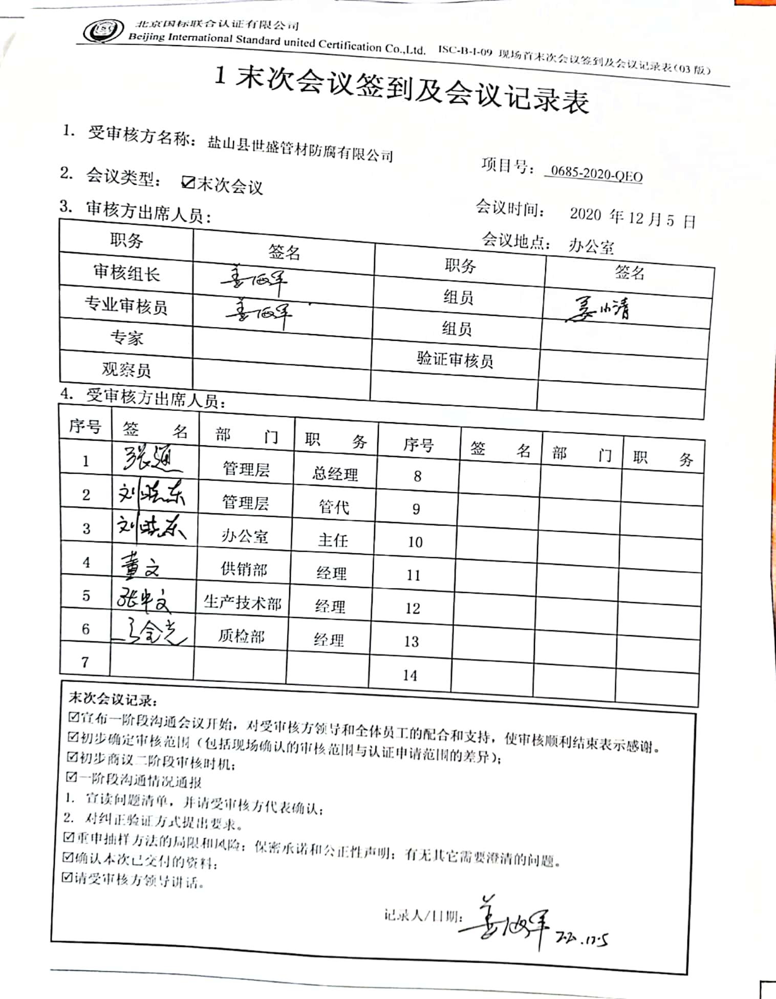 ISC
北京国标联合认证有限公司
Beijing International Standard united Certification Co.,Ltd. ISC-B-I-09 现场首末次会议签到及会议记录表(03 版)
1 末次会议签到及会议记录表
1. 受审核方名称: 盐山县世盛管材防腐有限公司 项目号: 0685-2020-QEO
2. 会议类型: ☑末次会议 会议时间: 2020 年 12 月 5 日
3. 审核方出席人员: 会议地点: 办公室
职务 签名 职务 签名
审核组长 姜海军 组员 姜小清
专业审核员 姜海军 组员
专家 验证审核员
观察员
4. 受审核方出席人员:
序号 签 名 部 门 职 务 序号 签 名 部 门 职 务
1 张通 管理层 总经理 8
2 刘晓东 管理层 管代 9
3 刘晓东 办公室 主任 10
4 董文 供销部 经理 11
5 张中文 生产技术部 经理 12
6 质检部 经理 13
7 14
末次会议记录:
☑宣布一阶段沟通会议开始，对受审核方领导和全体员工的配合和支持，使审核顺利结束表示感谢。
☑初步确定审核范围（包括现场确认的审核范围与认证申请范围的差异）;
☑初步商议二阶段审核时机;
☑一阶段沟通情况通报
1. 宣读问题清单，并请受审核方代表确认;
2. 对纠正验证方式提出要求。
☑重申抽样方法的局限和风险; 保密承诺和公正性声明; 有无其它需要澄清的问题。
☑确认本次已交付的资料;
☑请受审核方领导讲话。
记录人/日期: 姜海军